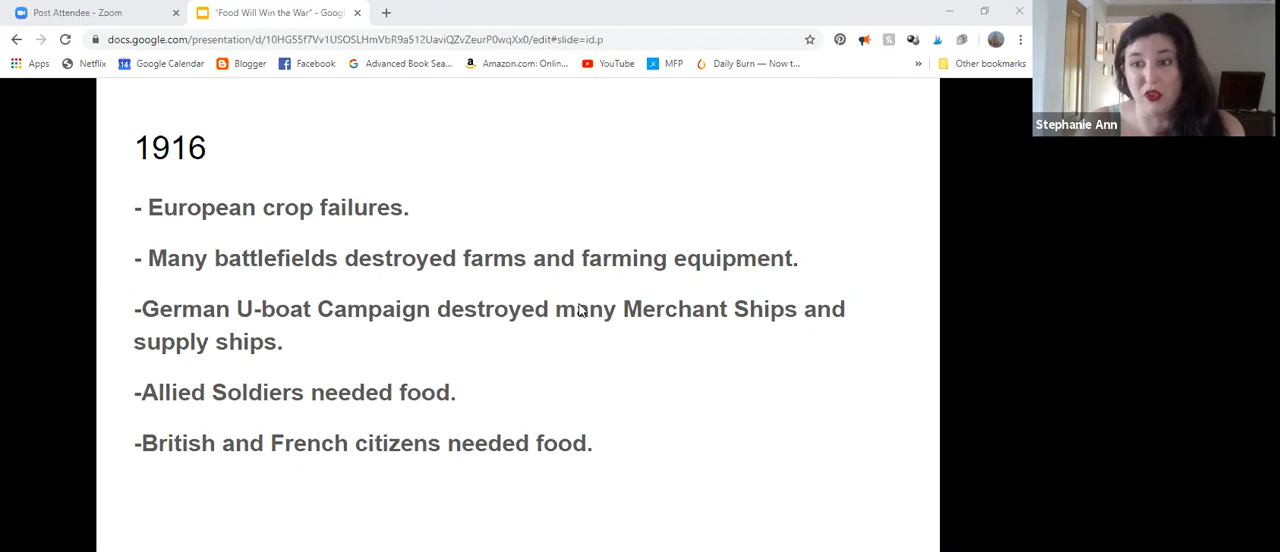 Post Attendee - Zoom
"Food Will Win the War" - Goog
docs.google.com/presentation/d/10HG55f7Vv1USOSLHmVbR9a512UaviQZvZeurP0wqXx0/edit#slide=id.p
Apps Netflix Google Calendar Blogger Facebook Advanced Book Sea... Amazon.com: Onlin... YouTube MFP Daily Burn — Now t... » Other bookmarks
Stephanie Ann
1916
- European crop failures.
- Many battlefields destroyed farms and farming equipment.
-German U-boat Campaign destroyed many Merchant Ships and
supply ships.
-Allied Soldiers needed food.
-British and French citizens needed food.